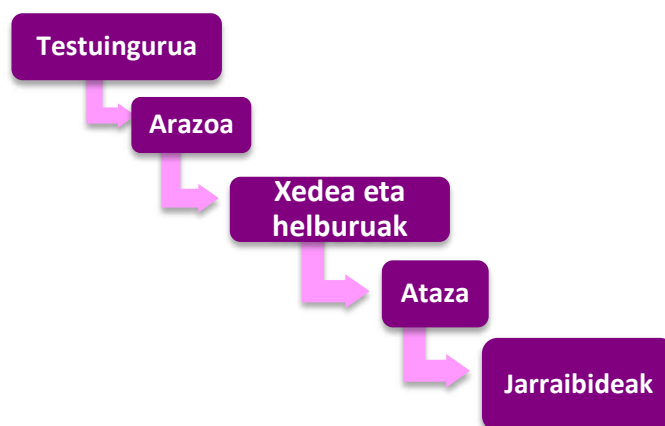 Testuingurua
Arazoa
Xedea eta
helburuak
Ataza
Jarraibideak